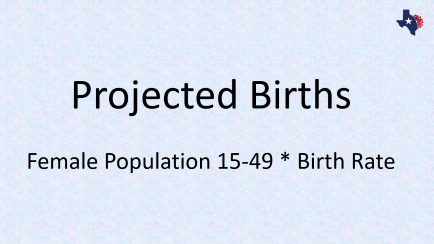 Projected Births
Female Population 15-49 * Birth Rate